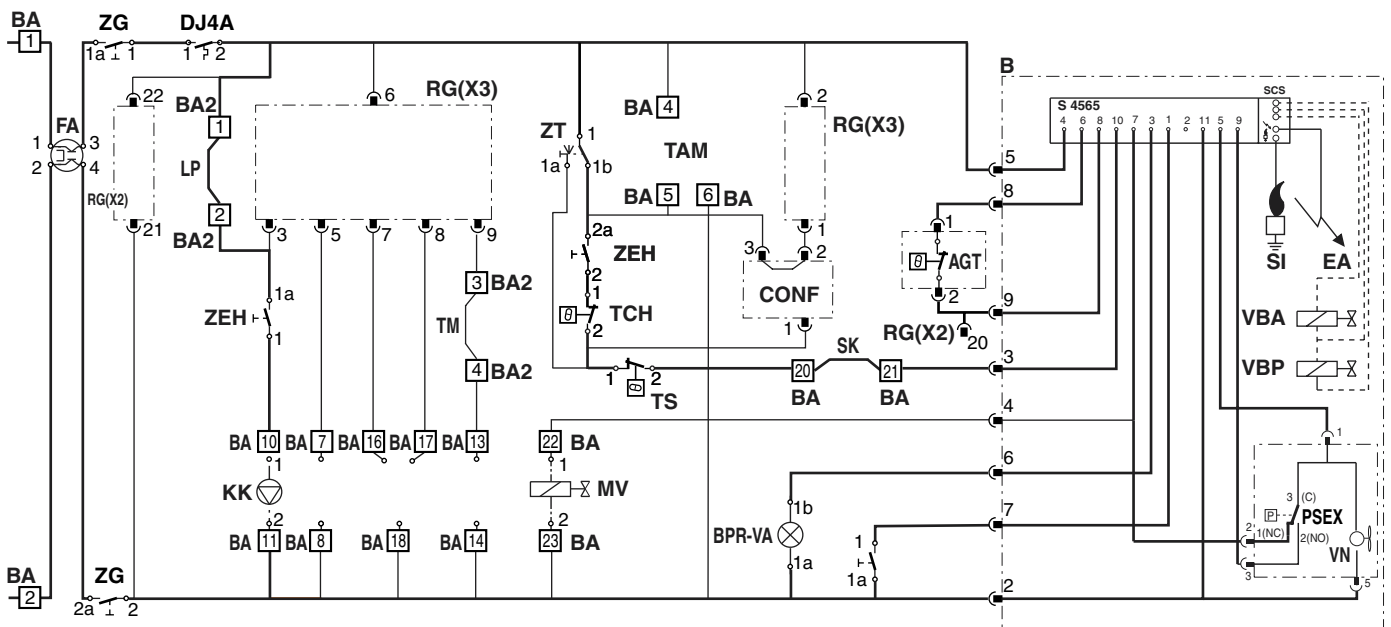 BA ZG DJ4A
1 1a 1 1 2
B
22 6 RG(X3) 2 SCS
BA2 BA 4 RG(X3) S 4565
1 4 6 8 10 7 3 1 2 11 5 9
FA ZT 1
1 3 LP TAM
2 4 1a 1b 5
RG(X2) BA 5 6 BA 8
2
21 BA2 3 5 7 8 9 2a 1 1
3 2
ZEH AGT SI EA
3 BA2 2 CONF θ
1a 1 2
ZEH TM θ TCH 1 9 VBA
1 2 RG(X2) 20
SK 3 VBP
4 BA2 1 2 20 21
TS BA BA
4
BA 10 BA 7 BA 16 BA 17 BA 13 22 BA 1
1 1 6
KK MV 1b 3 (C)
7 P PSEX
2 2 BPR-VA 1 2 1(NC) 2(NO) VN
BA 11 BA 8 BA 18 BA 14 23 BA 3
1a 1a 5
BA ZG 2
2 2a 2